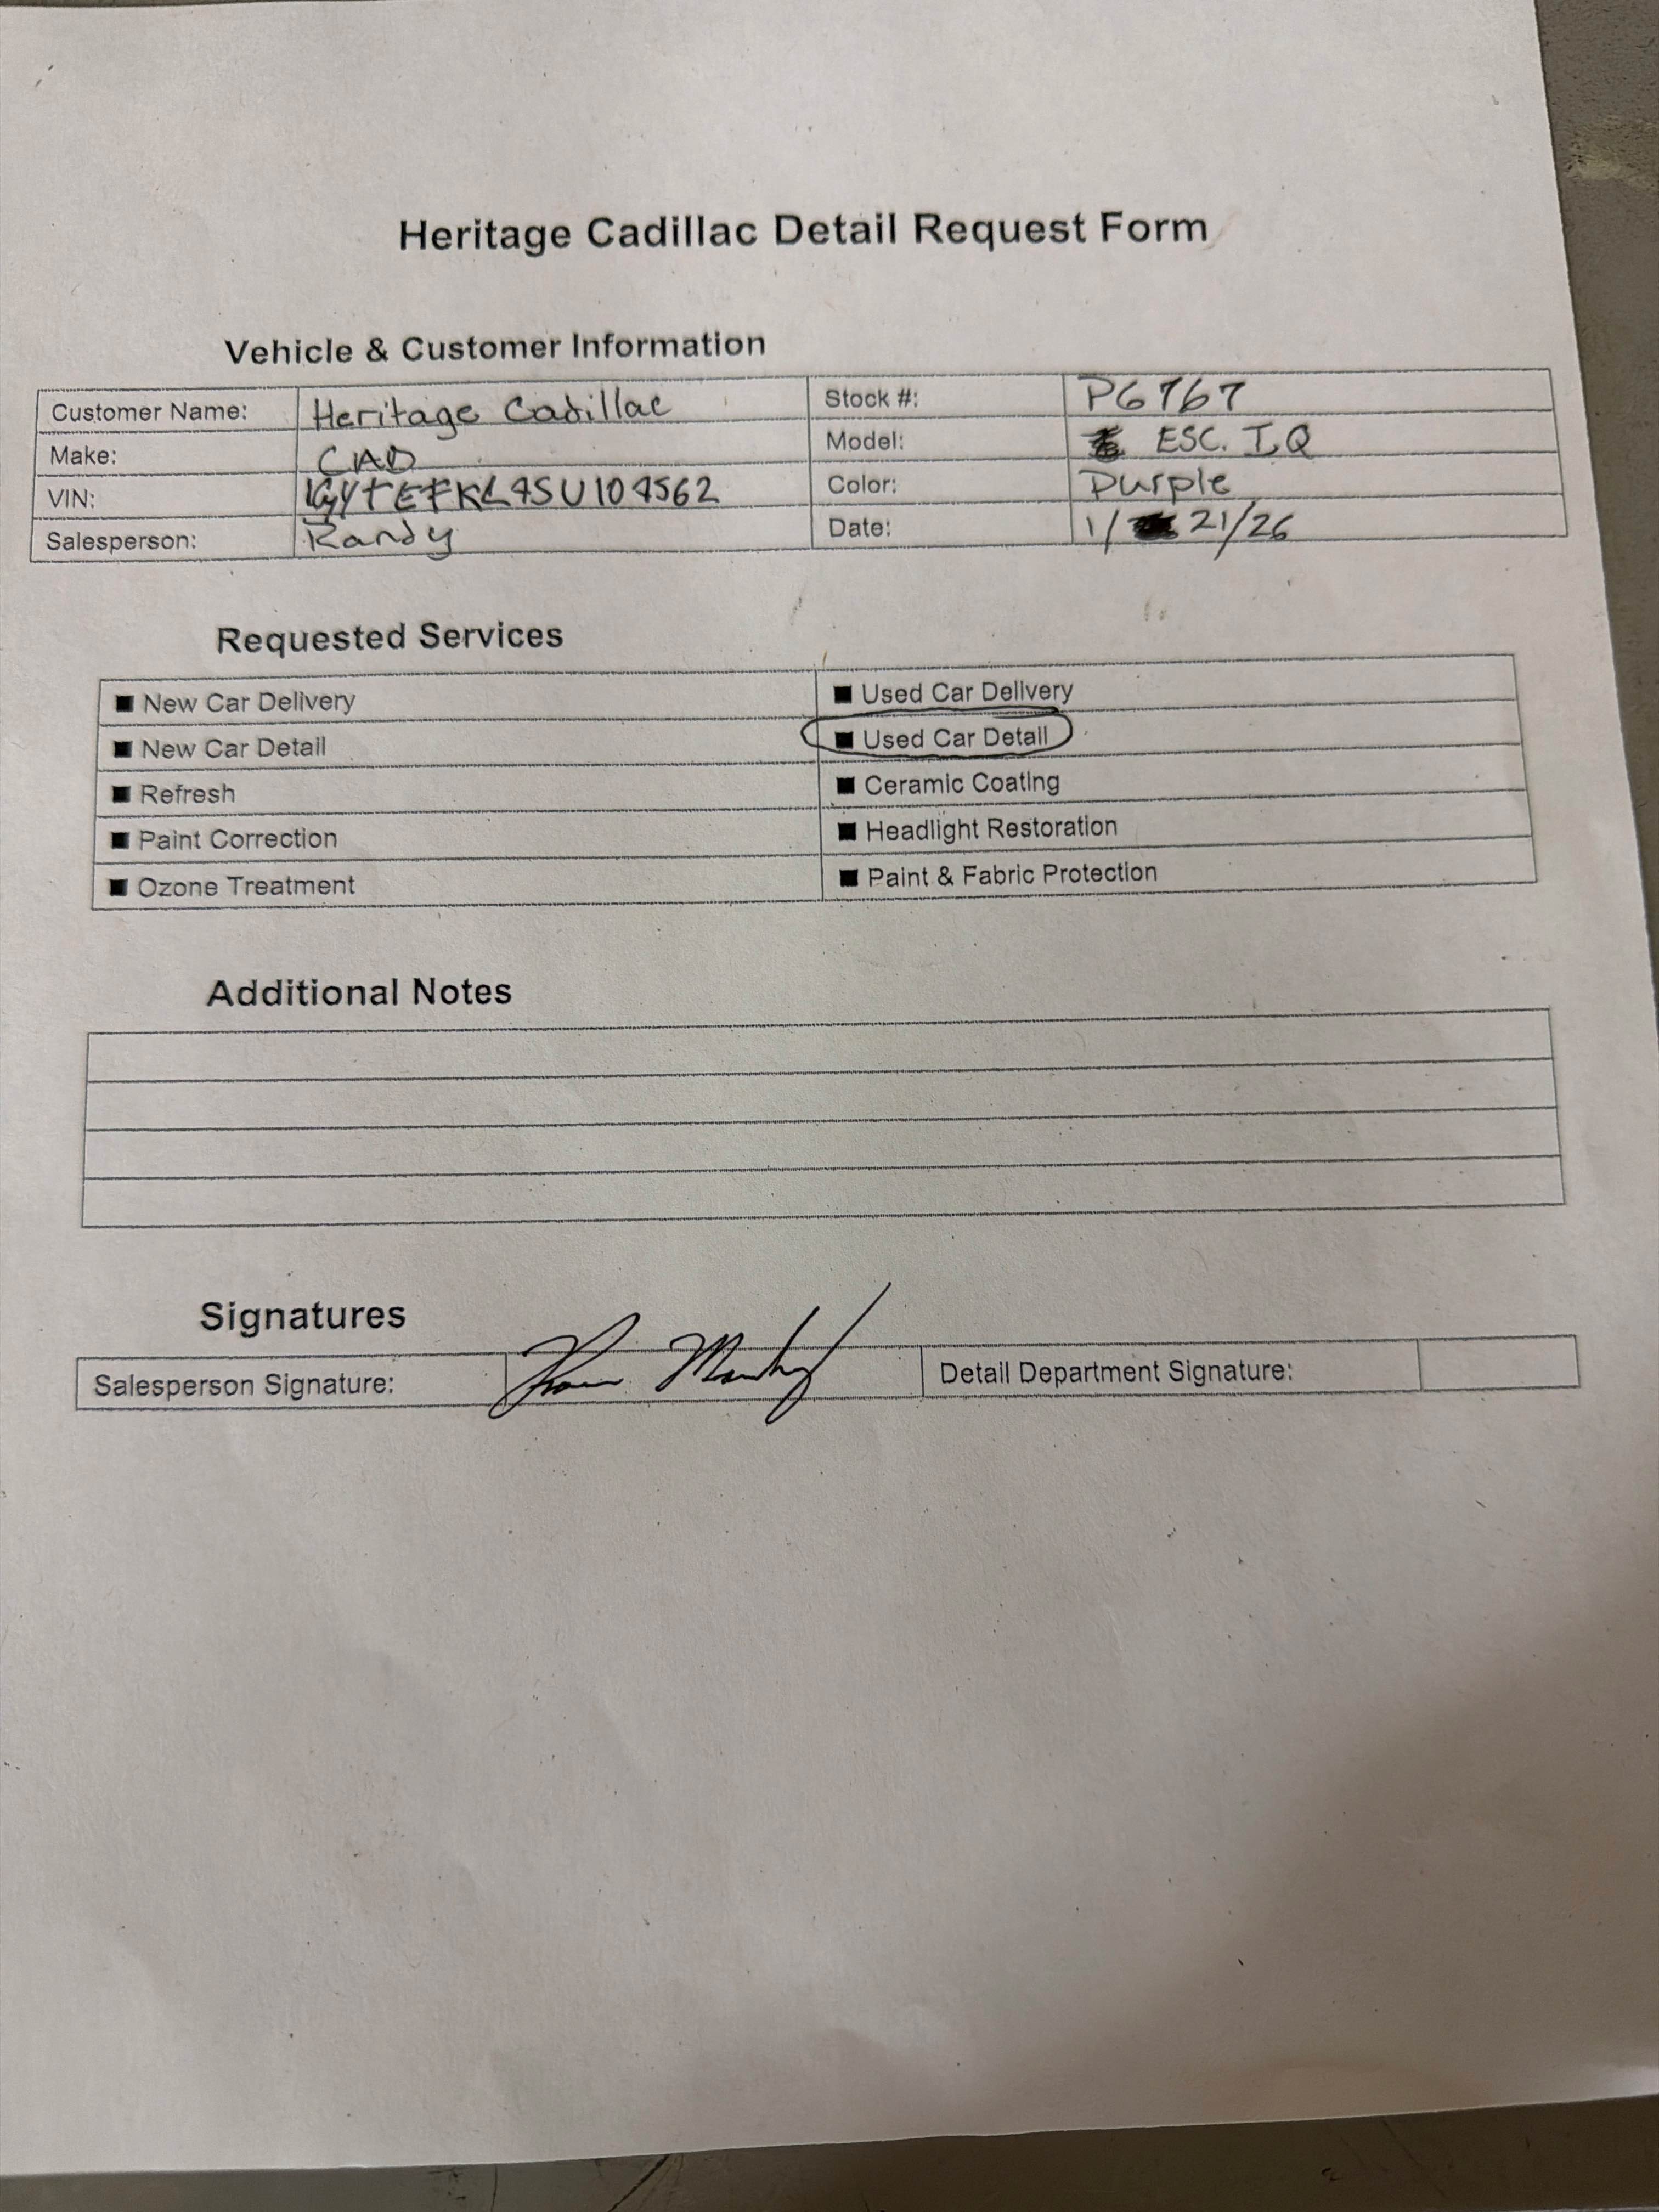 Heritage Cadillac Detail Request Form
Vehicle & Customer Information
Customer Name: Heritage Cadillac Stock #: P6767
Make: CAD Model: ESC. I.Q
VIN: 1GYTEFKL4SU104562 Color: Purple
Salesperson: Randy Date: 1/ 21/26
Requested Services
■ New Car Delivery ■ Used Car Delivery
■ New Car Detail ■ Used Car Detail
■ Refresh ■ Ceramic Coating
■ Paint Correction ■ Headlight Restoration
■ Ozone Treatment ■ Paint & Fabric Protection
Additional Notes
Signatures
Salesperson Signature: Detail Department Signature: